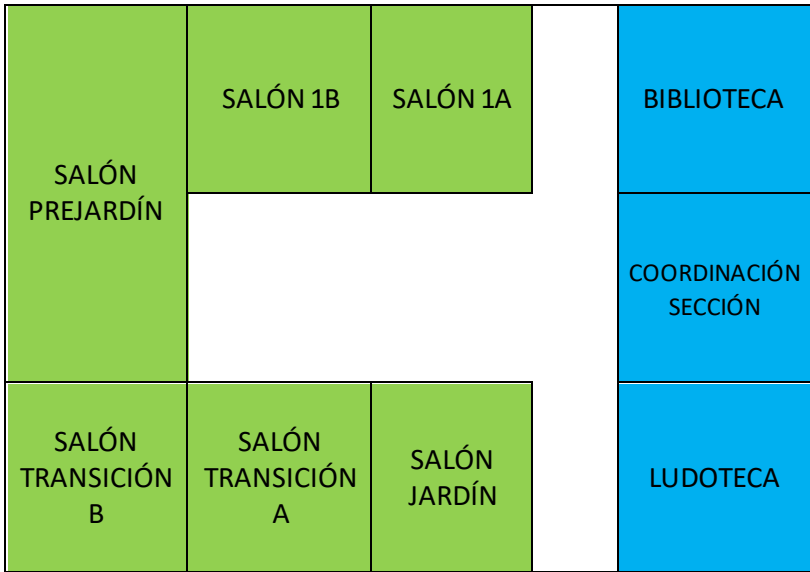 SALÓN 1B
SALÓN 1A
BIBLIOTECA
SALÓN
PREJARDÍN
COORDINACIÓN
SECCIÓN
SALÓN
TRANSICIÓN
B
SALÓN
TRANSICIÓN
A
SALÓN
JARDÍN
LUDOTECA